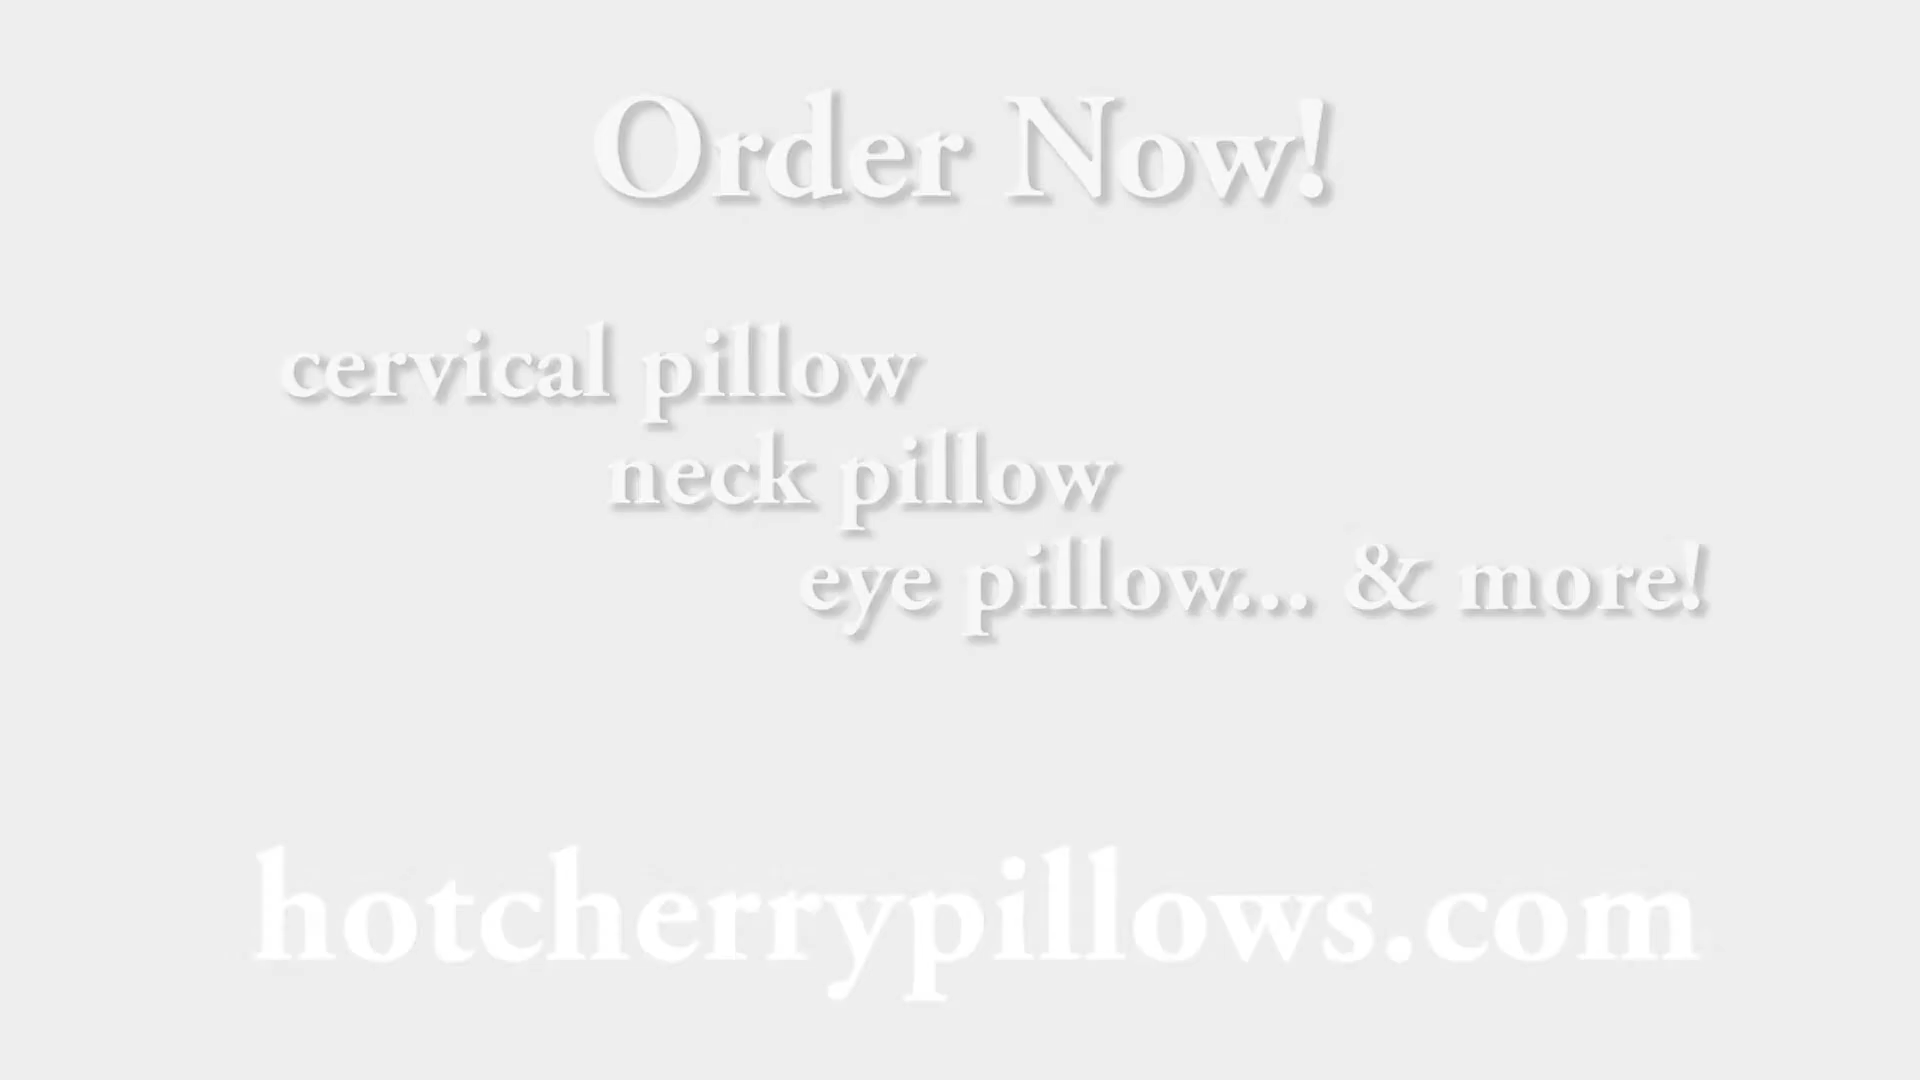 Order Now!
cervical pillow
neck pillow
eye pillow... & more!
hotcherrypillows.com